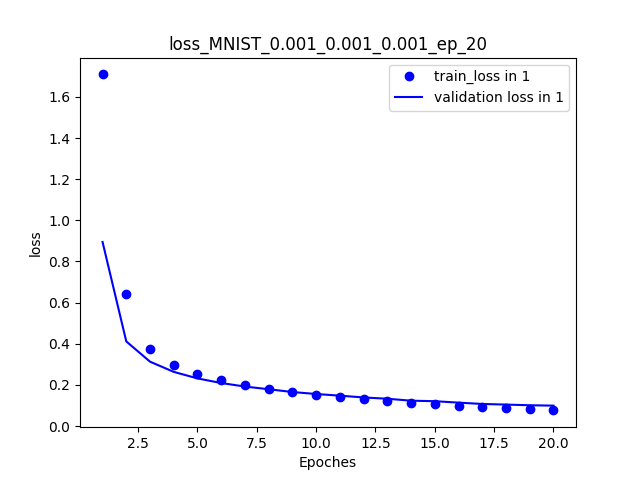 loss_MNIST_0.001_0.001_0.001_ep_20
train_loss in 1
validation loss in 1
loss
1.6
1.4
1.2
1.0
0.8
0.6
0.4
0.2
0.0
2.5 5.0 7.5 10.0 12.5 15.0 17.5 20.0
Epoches